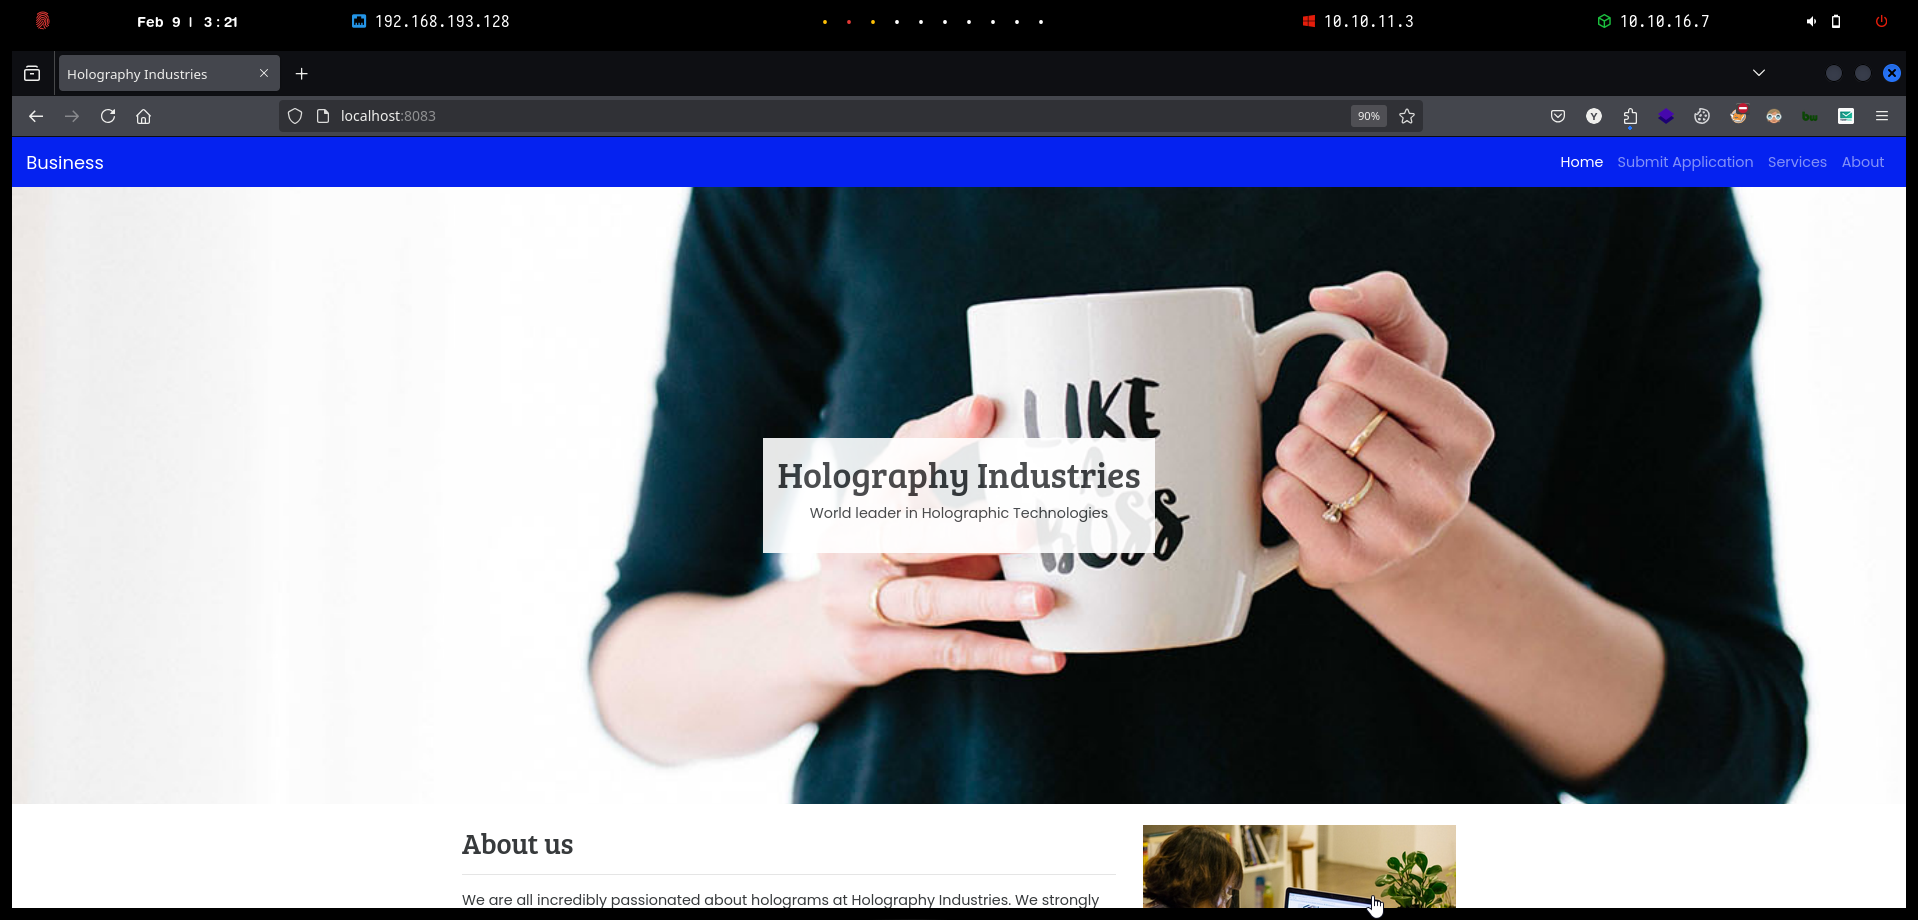 Feb 9 | 3:21 192.168.193.128 10.10.11.3 10.10.16.7
Holography Industries
localhost:8083 90%
Business Home Submit Application Services About
LIKE
A
BOSS
Holography Industries
World leader in Holographic Technologies
About us
We are all incredibly passionated about holograms at Holography Industries. We strongly